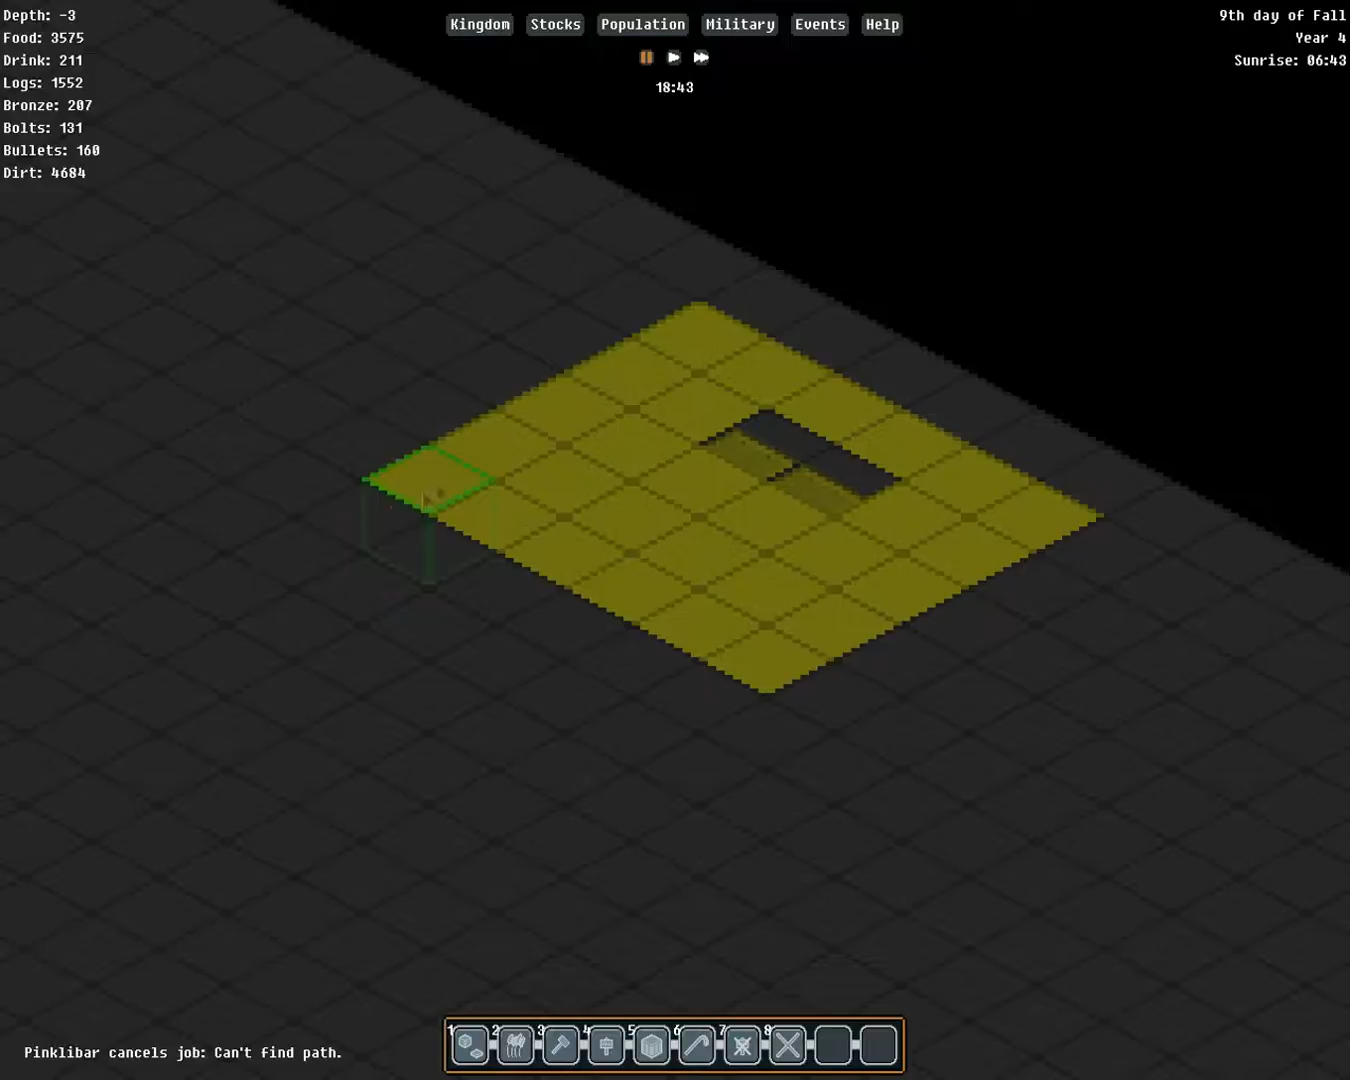 Depth: -3
Food: 3575
Drink: 211
Logs: 1552
Bronze: 207
Bolts: 131
Bullets: 160
Dirt: 4684
Kingdom Stocks Population Military Events Help
18:43
9th day of Fall
Year 4
Sunrise: 06:43
1 2 3 4 5 6 7 8
Pinklibar cancels job: Can't find path.